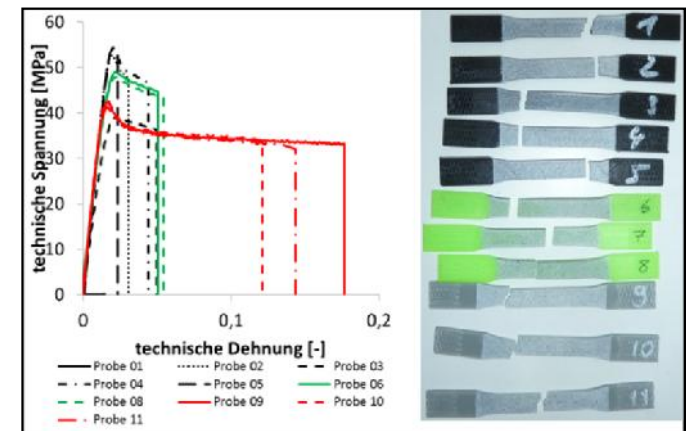 technische Spannung [MPa]
60
50
40
30
20
10
0
0
0,1
0,2
technische Dehnung [-]
Probe 01
Probe 02
Probe 03
Probe 04
Probe 05
Probe 06
Probe 08
Probe 09
Probe 10
Probe 11
1
2
3
4
5
6
7
8
9
10
11